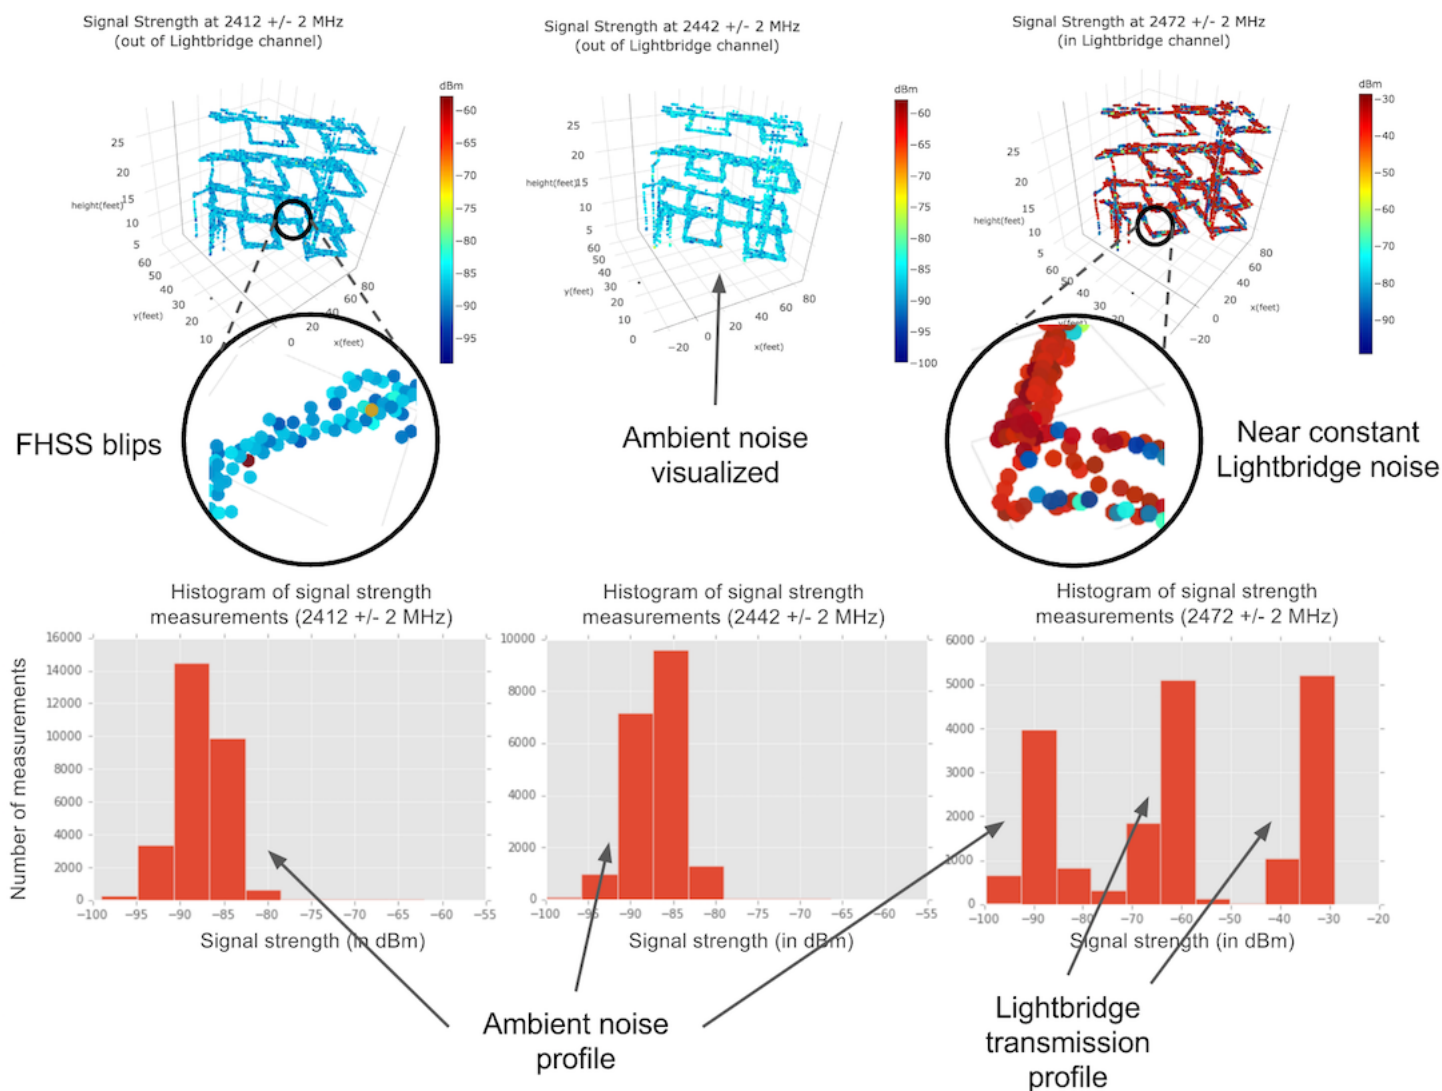 Signal Strength at 2412 +/- 2 MHz
(out of Lightbridge channel)
Signal Strength at 2442 +/- 2 MHz
(out of Lightbridge channel)
Signal Strength at 2472 +/- 2 MHz
(in Lightbridge channel)
dBm
−60
−65
−70
−75
−80
−85
−90
−95
25
20
15
height(feet)
10
5
60
50
40
30
y(feet)
20
10
0
20
40
60
80
x(feet)
dBm
−60
−65
−70
−75
−80
−85
−90
−95
−100
25
20
height(feet)
15
10
5
60
50
40
30
y(feet)
20
10
0
−20
0
20
40
60
80
x(feet)
dBm
−30
−40
−50
−60
−70
−80
−90
25
20
15
height(feet)
10
5
60
50
40
30
y(feet)
−20
0
20
40
60
80
x(feet)
FHSS blips
Ambient noise
visualized
Near constant
Lightbridge noise
Histogram of signal strength
measurements (2412 +/- 2 MHz)
Histogram of signal strength
measurements (2442 +/- 2 MHz)
Histogram of signal strength
measurements (2472 +/- 2 MHz)
Number of measurements
16000
14000
12000
10000
8000
6000
4000
2000
0
−100 −95 −90 −85 −80 −75 −70 −65 −60 −55
Signal strength (in dBm)
10000
8000
6000
4000
2000
0
−100 −95 −90 −85 −80 −75 −70 −65 −60 −55
Signal strength (in dBm)
6000
5000
4000
3000
2000
1000
0
−100 −90 −80 −70 −60 −50 −40 −30 −20
Signal strength (in dBm)
Ambient noise
profile
Lightbridge
transmission
profile